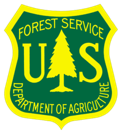 FOREST SERVICE
U S
DEPARTMENT OF AGRICULTURE